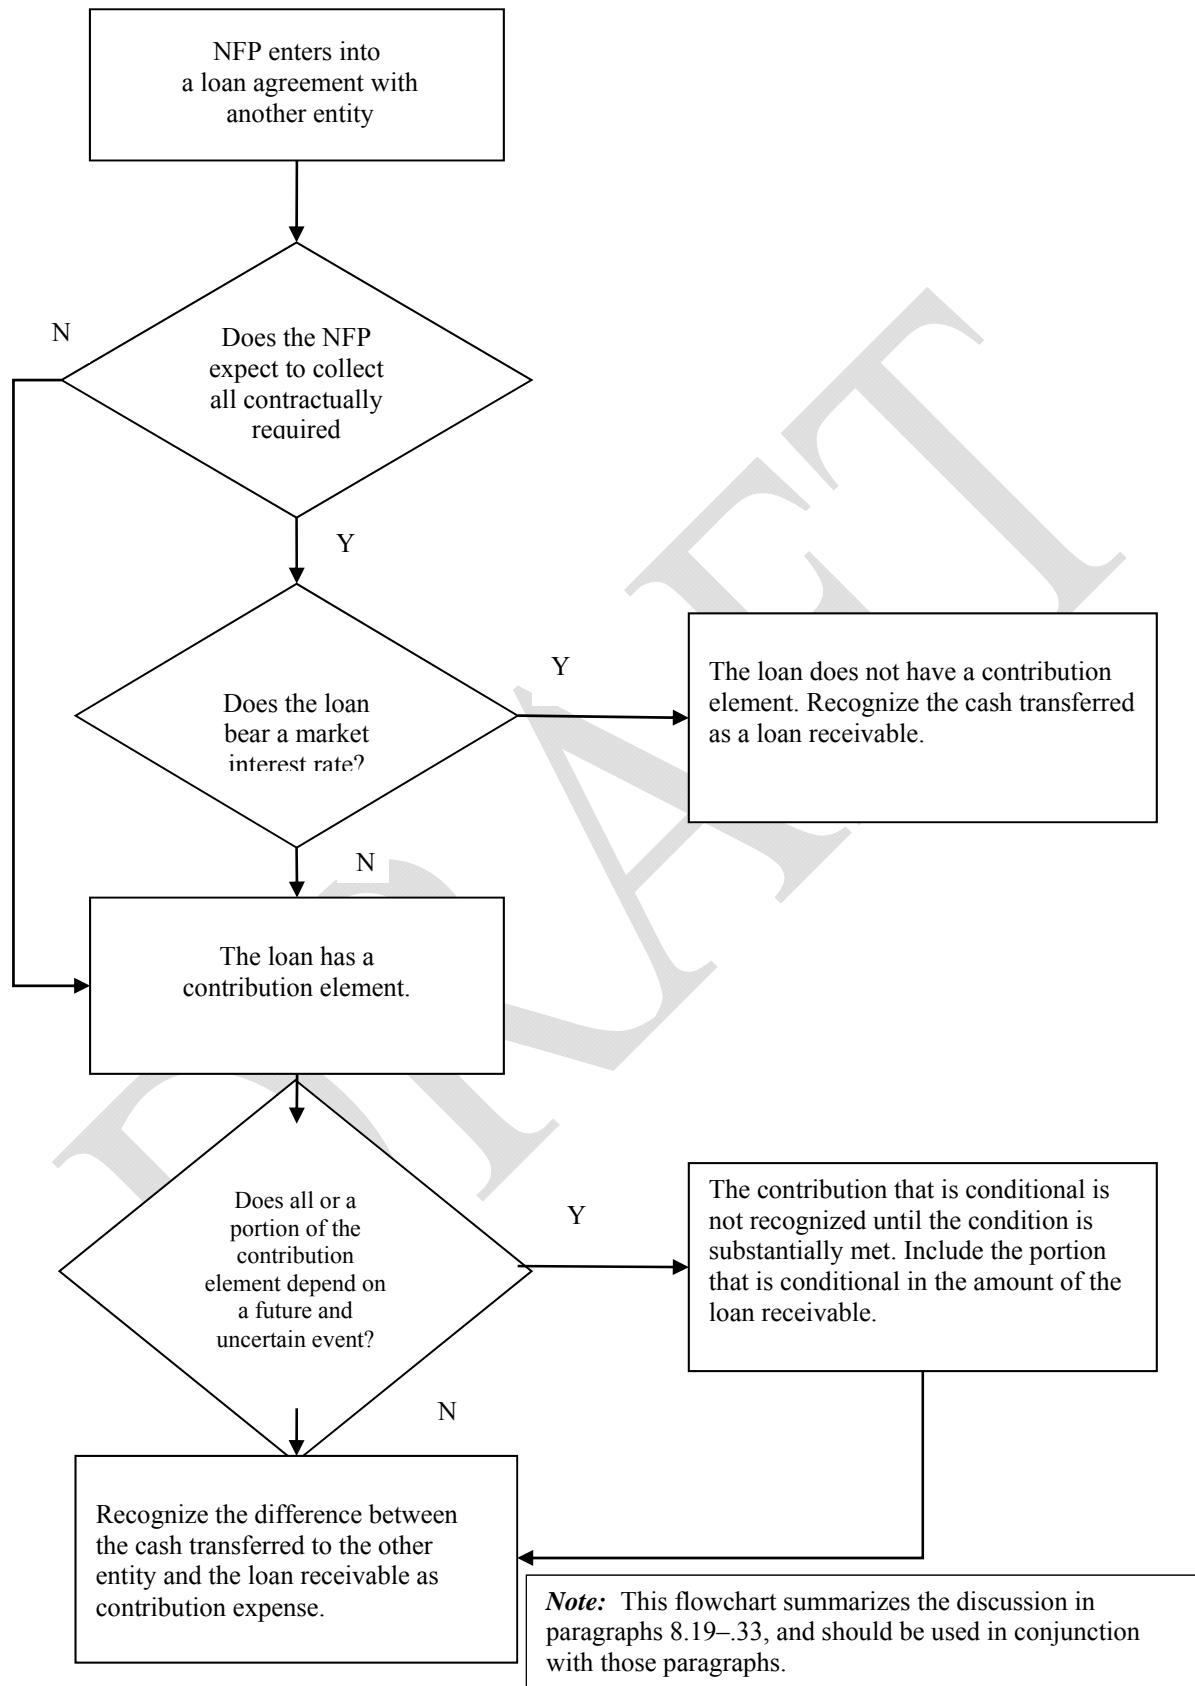 NFP enters into
a loan agreement with
another entity
N
Does the NFP
expect to collect
all contractually
required
Y
Does the loan
bear a market
interest rate?
Y
The loan does not have a contribution
element. Recognize the cash transferred
as a loan receivable.
N
The loan has a
contribution element.
Does all or a
portion of the
contribution
element depend on
a future and
uncertain event?
Y
The contribution that is conditional is
not recognized until the condition is
substantially met. Include the portion
that is conditional in the amount of the
loan receivable.
N
Recognize the difference between
the cash transferred to the other
entity and the loan receivable as
contribution expense.
Note: This flowchart summarizes the discussion in
paragraphs 8.19–.33, and should be used in conjunction
with those paragraphs.
DRAFT